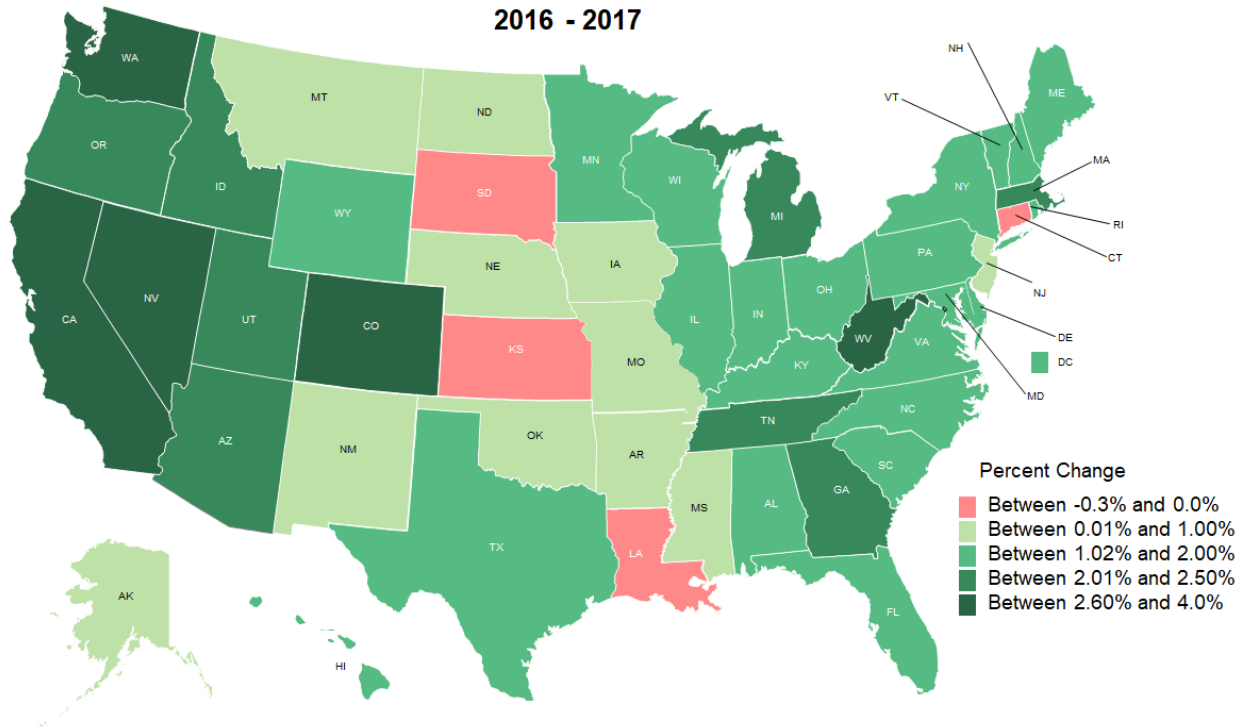 2016 - 2017
WA
MT
ND
MN
NH
VT
ME
OR
ID
SD
WI
NY
MA
WY
MI
RI
NE
IA
PA
CT
NV
UT
CO
IL
IN
OH
NJ
CA
KS
MO
WV
VA
DE
KY
DC
MD
AZ
NM
OK
AR
TN
NC
SC
MS
AL
GA
TX
LA
FL
AK
HI
Percent Change
Between -0.3% and 0.0%
Between 0.01% and 1.00%
Between 1.02% and 2.00%
Between 2.01% and 2.50%
Between 2.60% and 4.0%